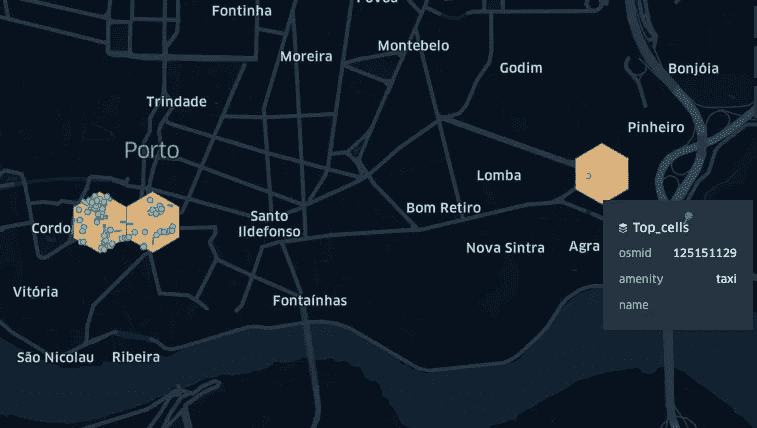 Fontinha
Montebelo
Moreira
Godim
Bonjóia
Trindade
Pinheiro
Porto
Lomba
Bom Retiro
Santo
Ildefonso
Cordo
Nova Sintra
Agra
Top_cells
osmid 125151129
amenity taxi
name
Vitória
Fontaínhas
São Nicolau
Ribeira